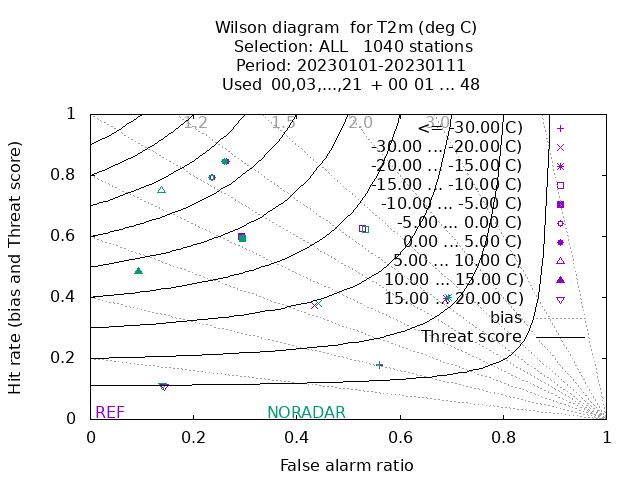 Wilson diagram  for T2m (deg C)
Selection: ALL   1040 stations
Period: 20230101-20230111
Used  00,03,...,21  + 00 01 ... 48
1
0.8
0.6
0.4
0.2
0
Hit rate (bias and Threat score)
1.2
1.5
2.0
3.0
<= -30.00 C)
-30.00 ... -20.00 C)
-20.00 ... -15.00 C)
-15.00 ... -10.00 C)
-10.00 ... -5.00 C)
-5.00 ... 0.00 C)
0.00 ... 5.00 C)
5.00 ... 10.00 C)
10.00 ... 15.00 C)
15.00 ... 20.00 C)
bias
Threat score
REF
NORADAR
0
0.2
0.4
0.6
0.8
1
False alarm ratio